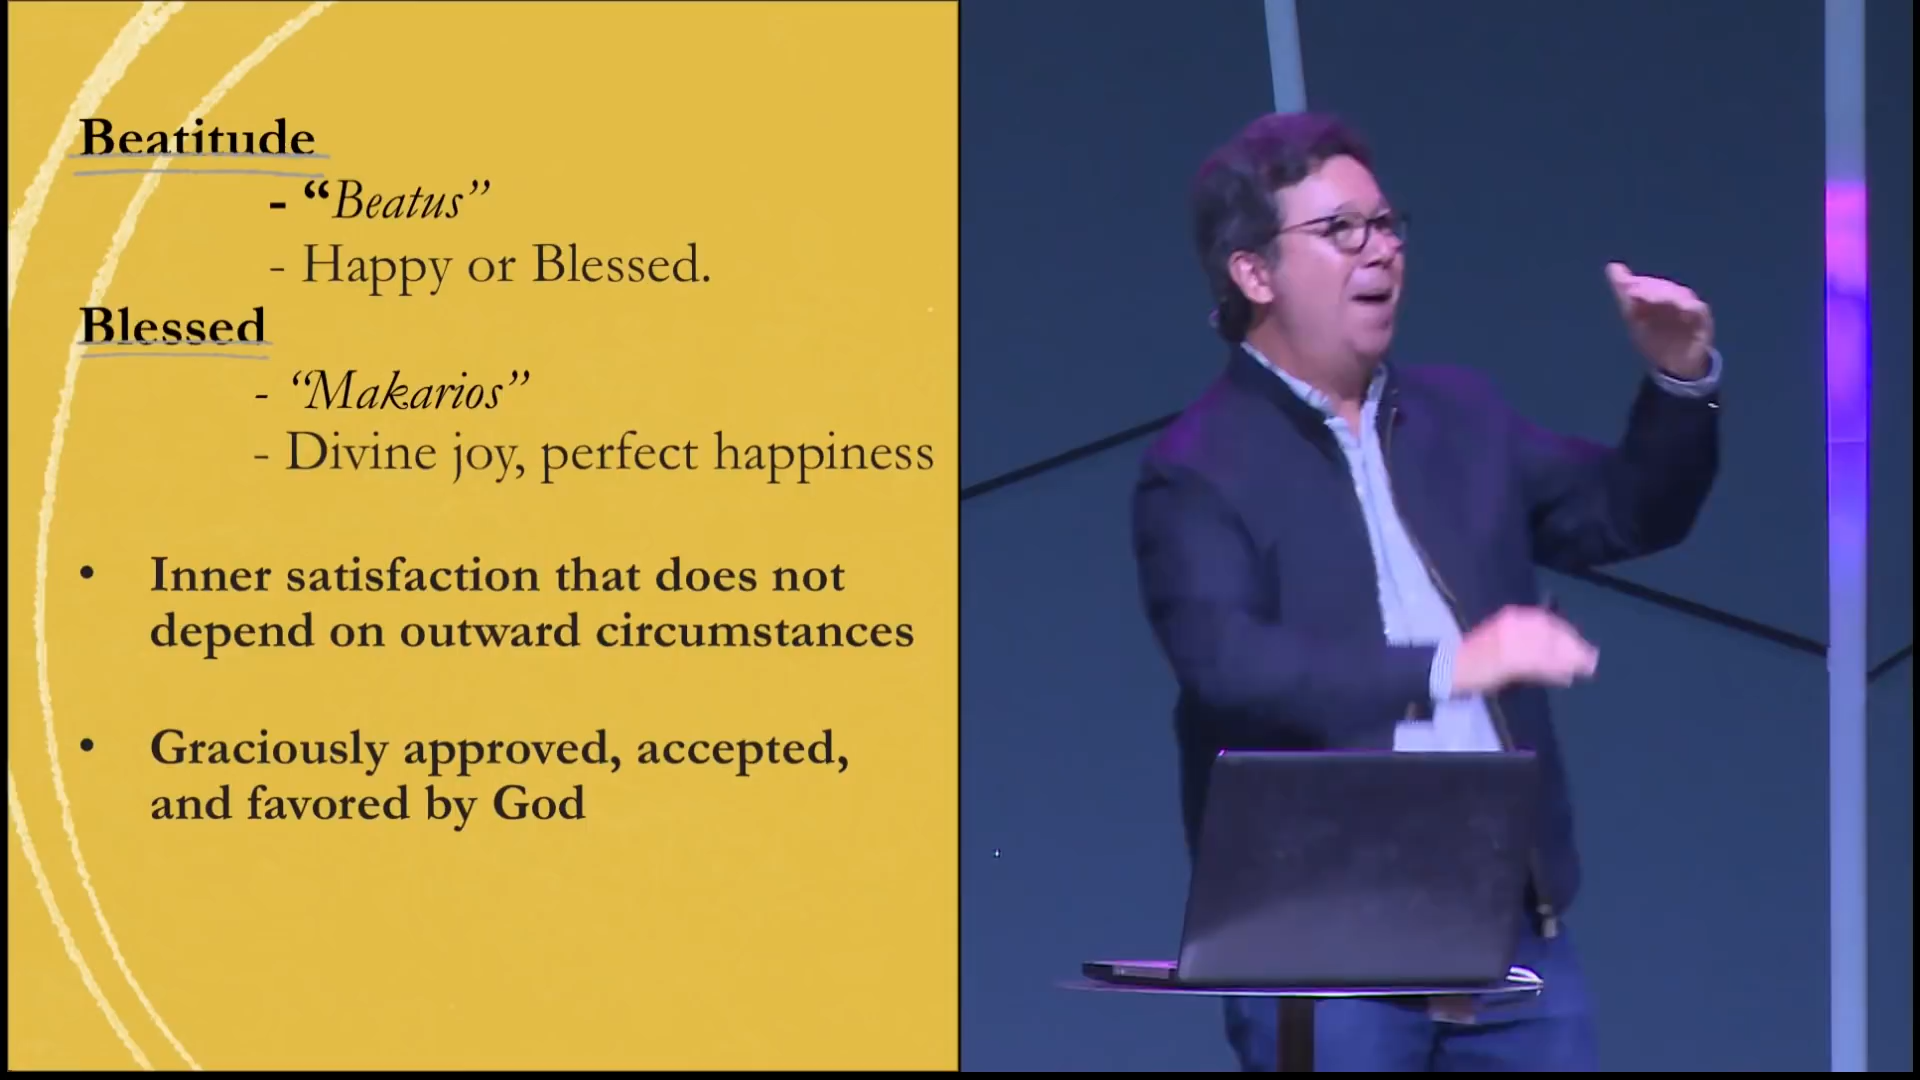 Beatitude
- “Beatus”
- Happy or Blessed.
Blessed
- “Makarios”
- Divine joy, perfect happiness
• Inner satisfaction that does not
depend on outward circumstances
• Graciously approved, accepted,
and favored by God